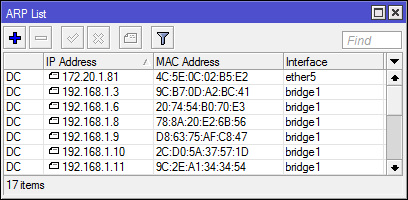 ARP List
Find
IP Address MAC Address Interface
DC 172.20.1.81 4C:5E:0C:02:B5:E2 ether5
DC 192.168.1.3 9C:B7:0D:A2:BC:41 bridge1
DC 192.168.1.6 20:74:54:B0:70:E3 bridge1
DC 192.168.1.8 78:8A:20:E2:6B:56 bridge1
DC 192.168.1.9 D8:63:75:AF:C8:47 bridge1
DC 192.168.1.10 2C:D0:5A:37:57:1D bridge1
DC 192.168.1.11 9C:2E:A1:34:34:54 bridge1
17 items